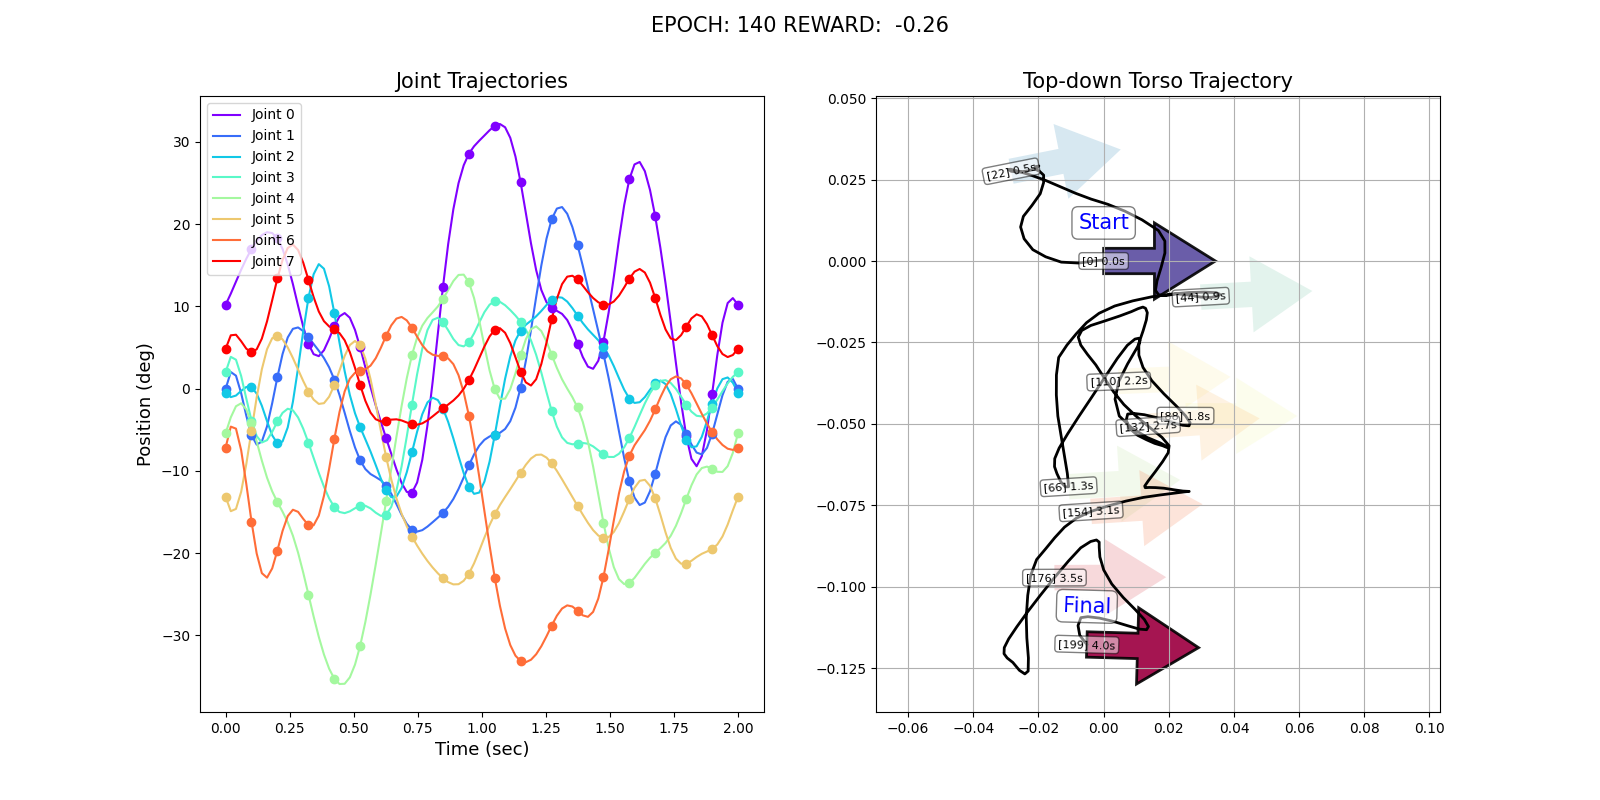 EPOCH: 140 REWARD:  -0.26
Joint Trajectories
Joint 0
Joint 1
Joint 2
Joint 3
Joint 4
Joint 5
Joint 6
Joint 7
30
20
10
0
−10
−20
−30
Position (deg)
0.00 0.25 0.50 0.75 1.00 1.25 1.50 1.75 2.00
Time (sec)
Top-down Torso Trajectory
0.050
0.025
0.000
−0.025
−0.050
−0.075
−0.100
−0.125
−0.06 −0.04 −0.02 0.00 0.02 0.04 0.06 0.08 0.10
[22] 0.5s
Start
[0] 0.0s
[44] 0.9s
[110] 2.2s
[88] 1.8s
[132] 2.7s
[66] 1.3s
[154] 3.1s
[176] 3.5s
Final
[199] 4.0s